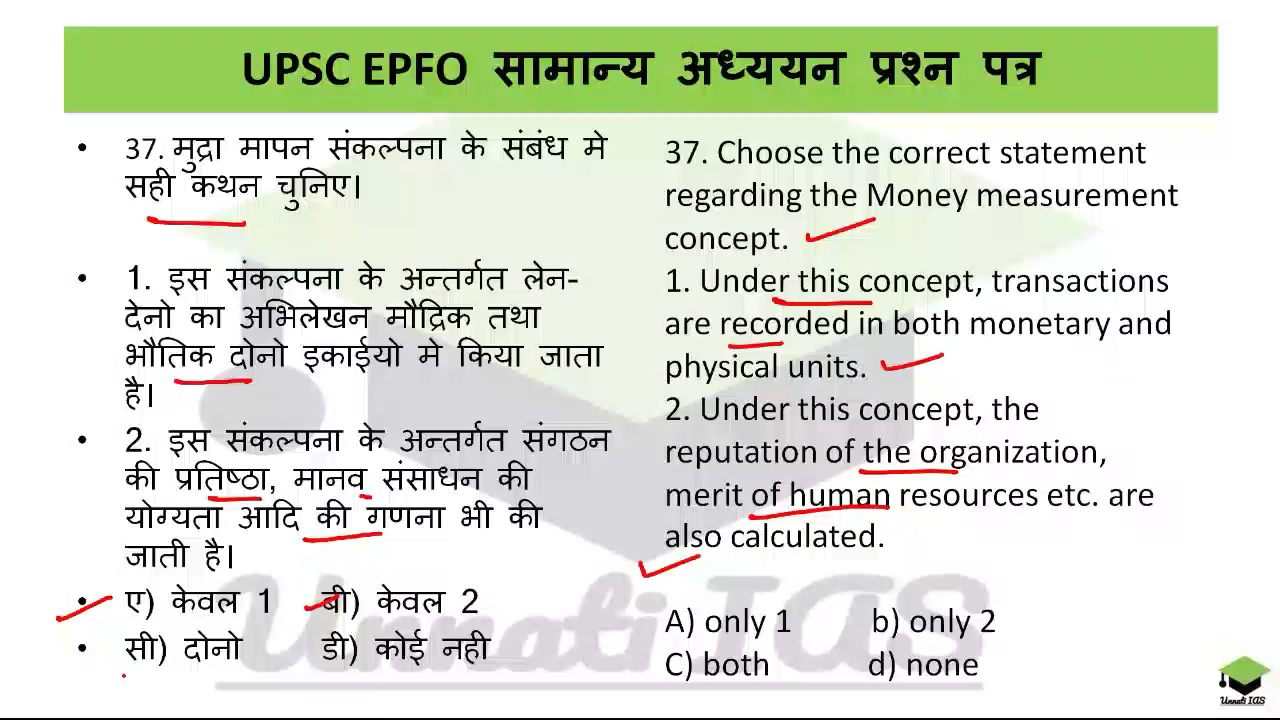 UPSC EPFO सामान्य अध्ययन प्रश्न पत्र
• 37. मुद्रा मापन संकल्पना के संबंध मे
सही कथन चुनिए।
• 1. इस संकल्पना के अन्तर्गत लेन-
देनो का अभिलेखन मौद्रिक तथा
भौतिक दोनो इकाईयो मे किया जाता
है।
• 2. इस संकल्पना के अन्तर्गत संगठन
की प्रतिष्ठा, मानव संसाधन की
योग्यता आदि की गणना भी की
जाती है।
• ए) केवल 1 बी) केवल 2
• सी) दोनो डी) कोई नही
37. Choose the correct statement
regarding the Money measurement
concept.
1. Under this concept, transactions
are recorded in both monetary and
physical units.
2. Under this concept, the
reputation of the organization,
merit of human resources etc. are
also calculated.
A) only 1 b) only 2
C) both d) none
Unnati IAS
Unnati IAS